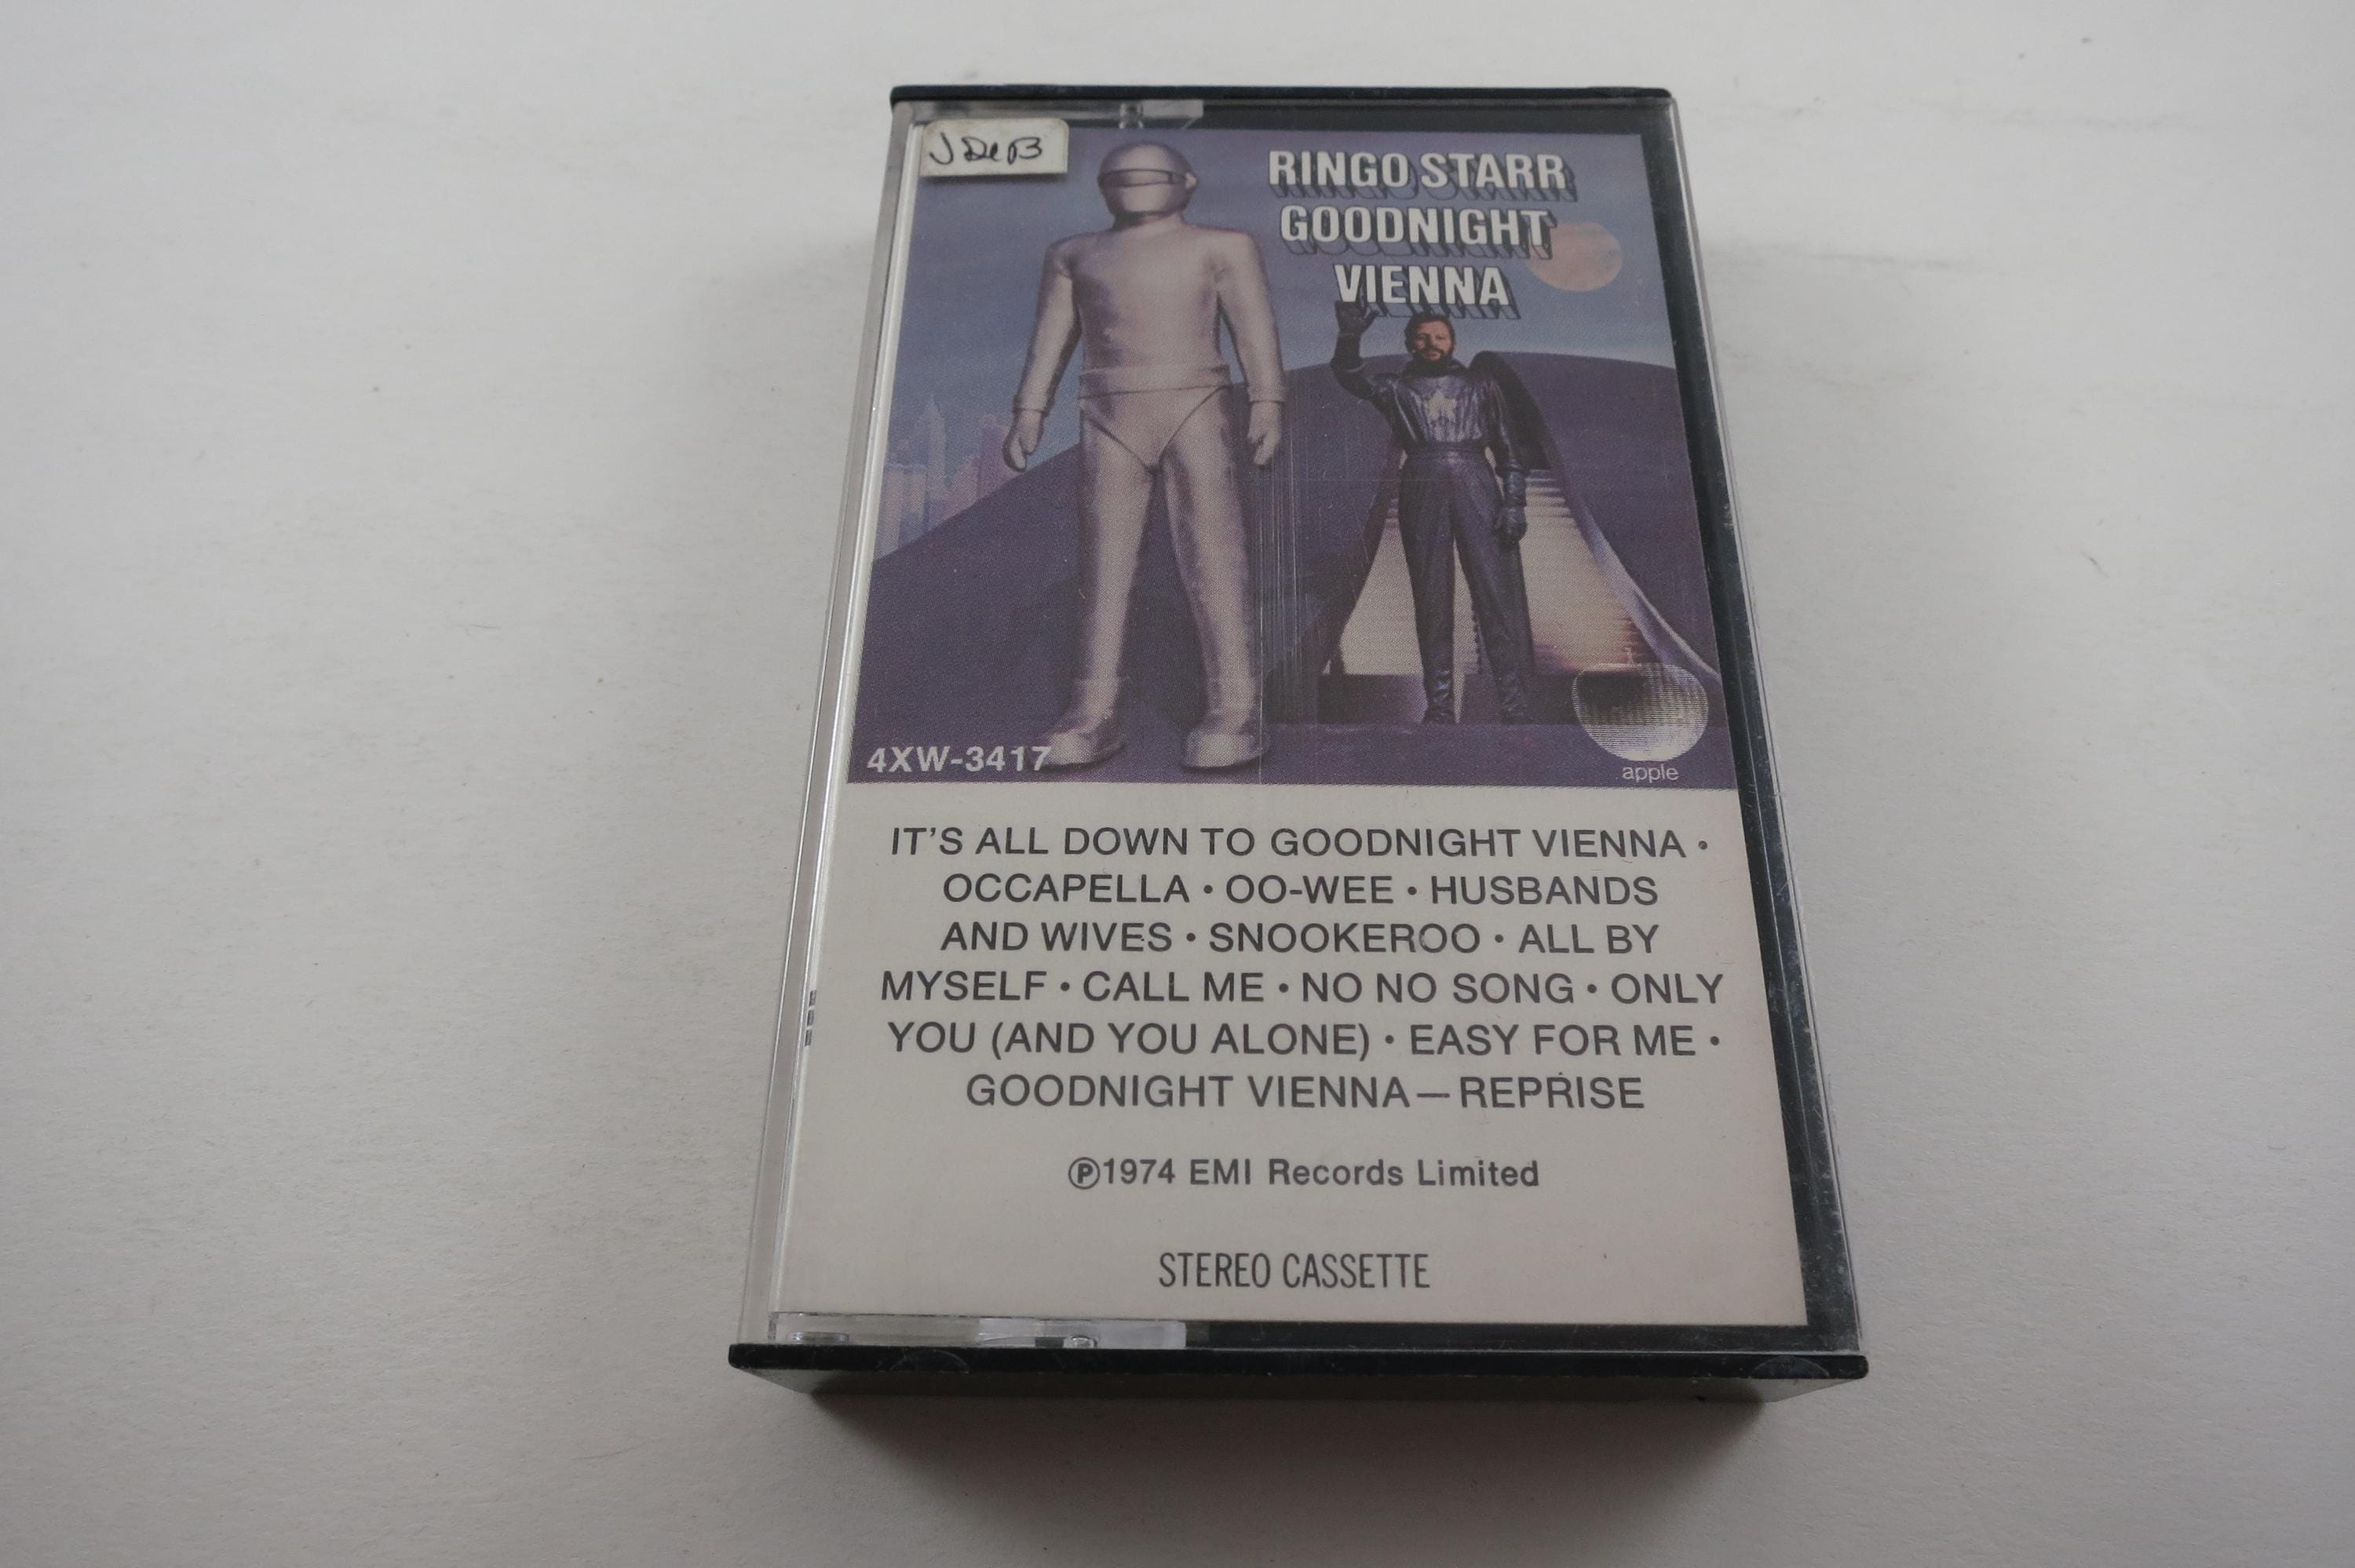 J DeB
RINGO STARR
GOODNIGHT
VIENNA
4XW-3417
apple
IT'S ALL DOWN TO GOODNIGHT VIENNA •
OCCAPELLA • OO-WEE • HUSBANDS
AND WIVES • SNOOKEROO • ALL BY
MYSELF • CALL ME • NO NO SONG • ONLY
YOU (AND YOU ALONE) • EASY FOR ME •
GOODNIGHT VIENNA—REPRISE
℗1974 EMI Records Limited
STEREO CASSETTE